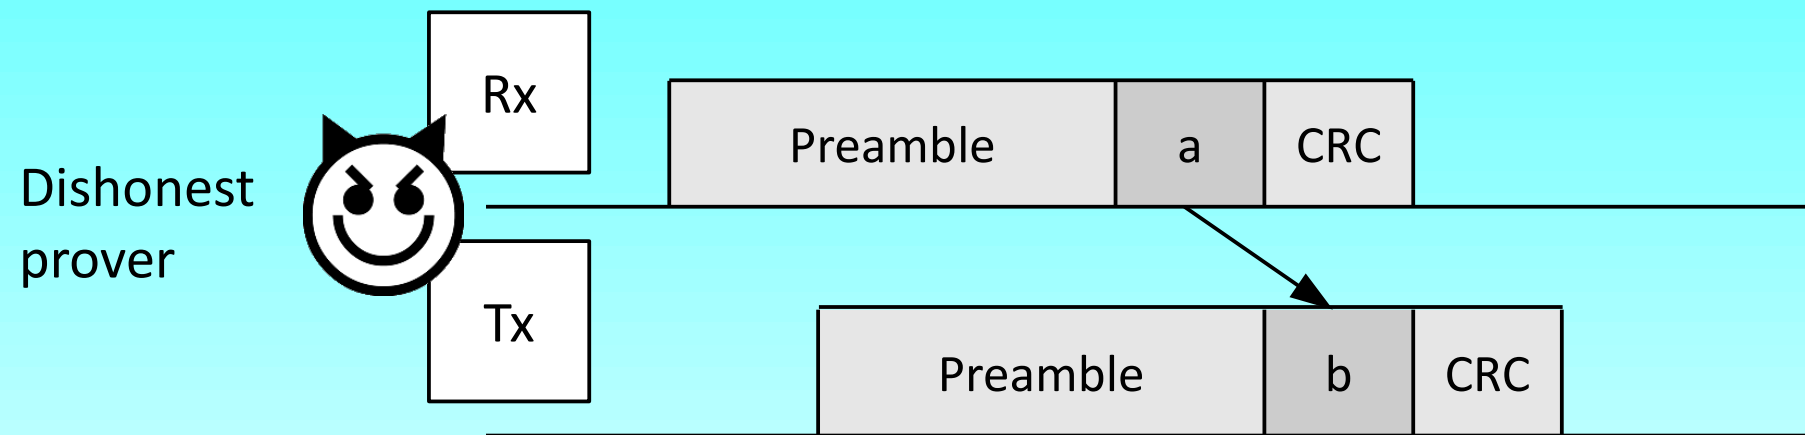 Rx
Preamble a CRC
Dishonest
prover
Tx
Preamble b CRC